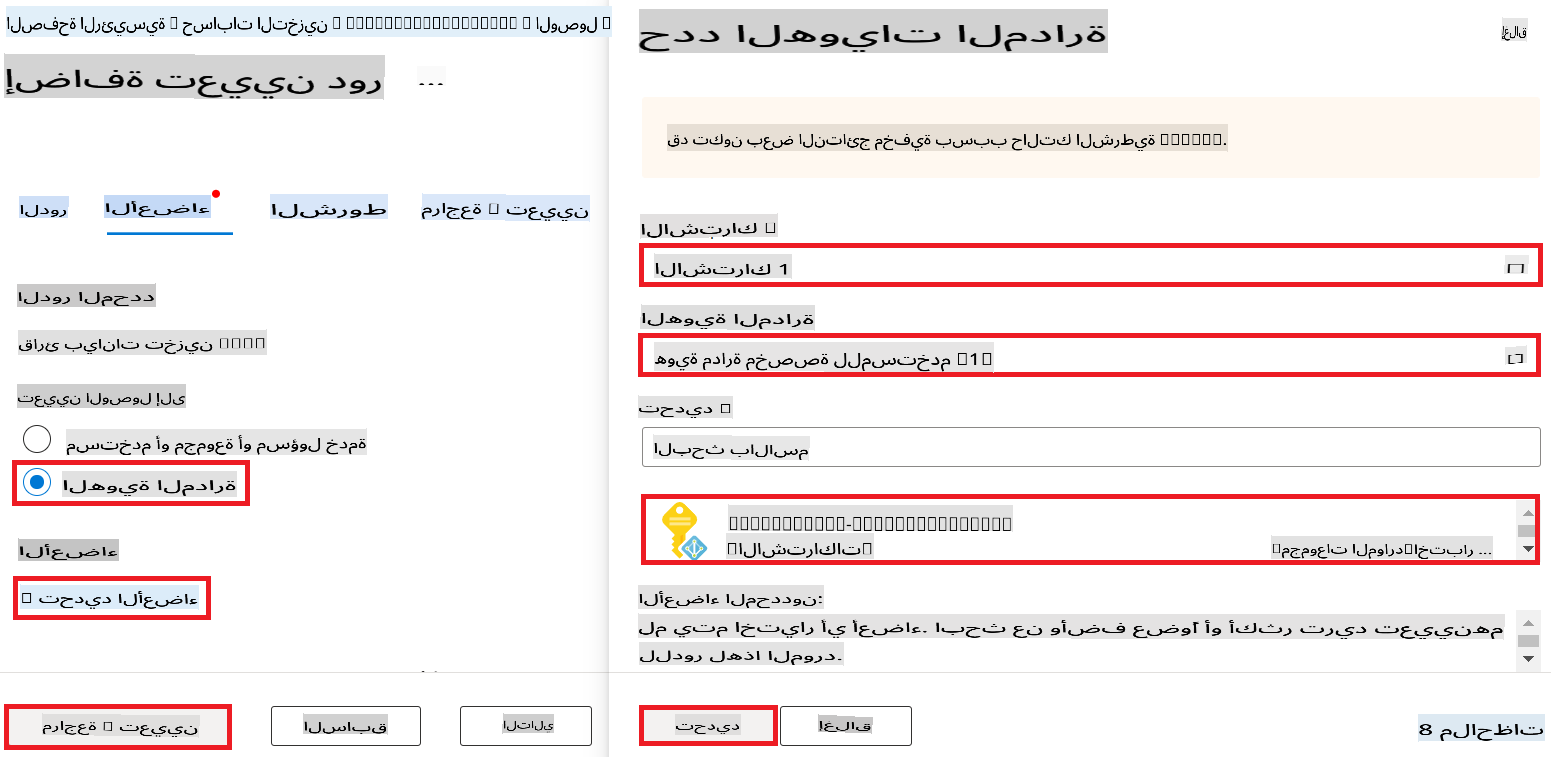 الصفحة الرئيسية حسابات التخزين الوصول
إضافة تعيين دور ...
الدور
الأعضاء
الشروط
مراجعة تعيين
الدور المحدد
قارئ بيانات تخزين
تعيين الوصول إلى
مستخدم أو مجموعة أو مسؤول خدمة
الهوية المدارة
الأعضاء
تحديد الأعضاء
مراجعة تعيين
السابق
التالي
حدد الهويات المدارة
إغلاق
قد تكون بعض النتائج مخفية بسبب حالتك الشرطية .
الاشتراك
الاشتراك 1
الهوية المدارة
هوية مدارة مخصصة للمستخدم 1
تحديد
البحث بالاسم
-
الاشتراكات
مجموعات الموارد اختبار ...
الأعضاء المحددون:
لم يتم اختيار أي أعضاء. ابحث عن وأضف عضوًا أو أكثر تريد تعيينهم
للدور لهذا المورد.
تحديد
إغلاق
8 ملاحظات